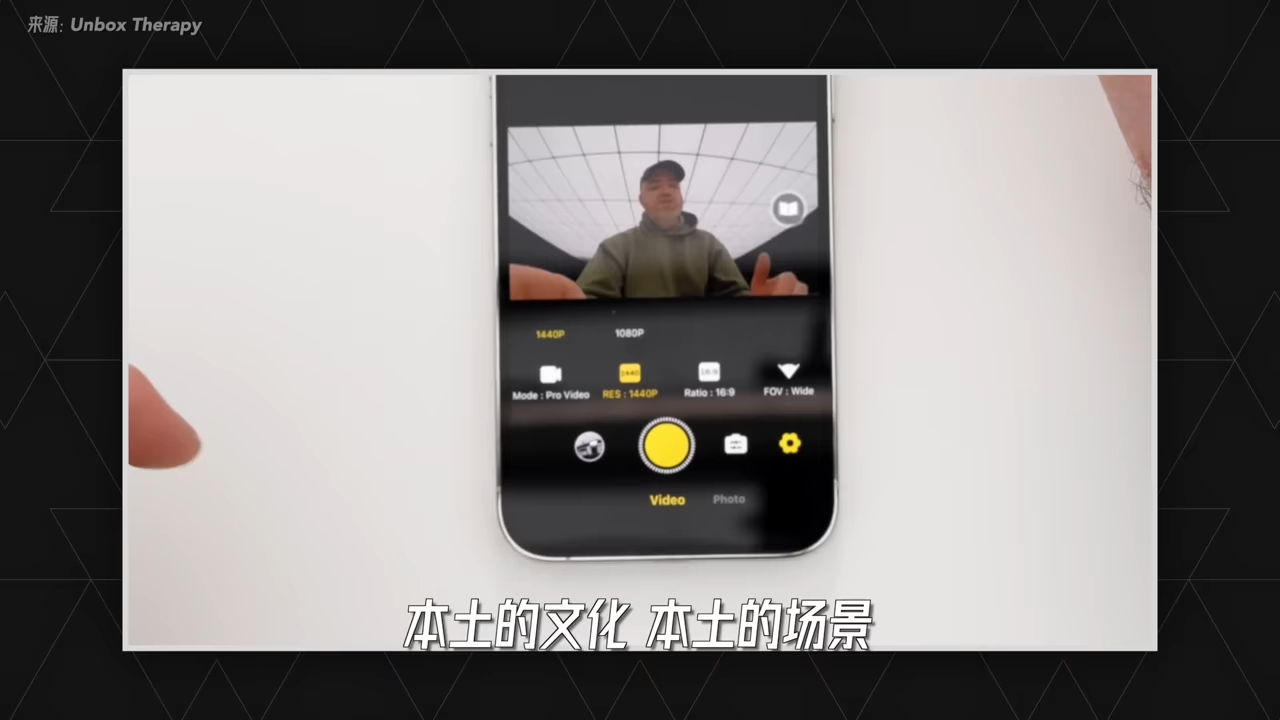 来源: Unbox Therapy
1440P 1080P
1440
16:9
Mode : Pro Video RES : 1440P Ratio : 16:9 FOV : Wide
Video Photo
本土的文化 本土的场景